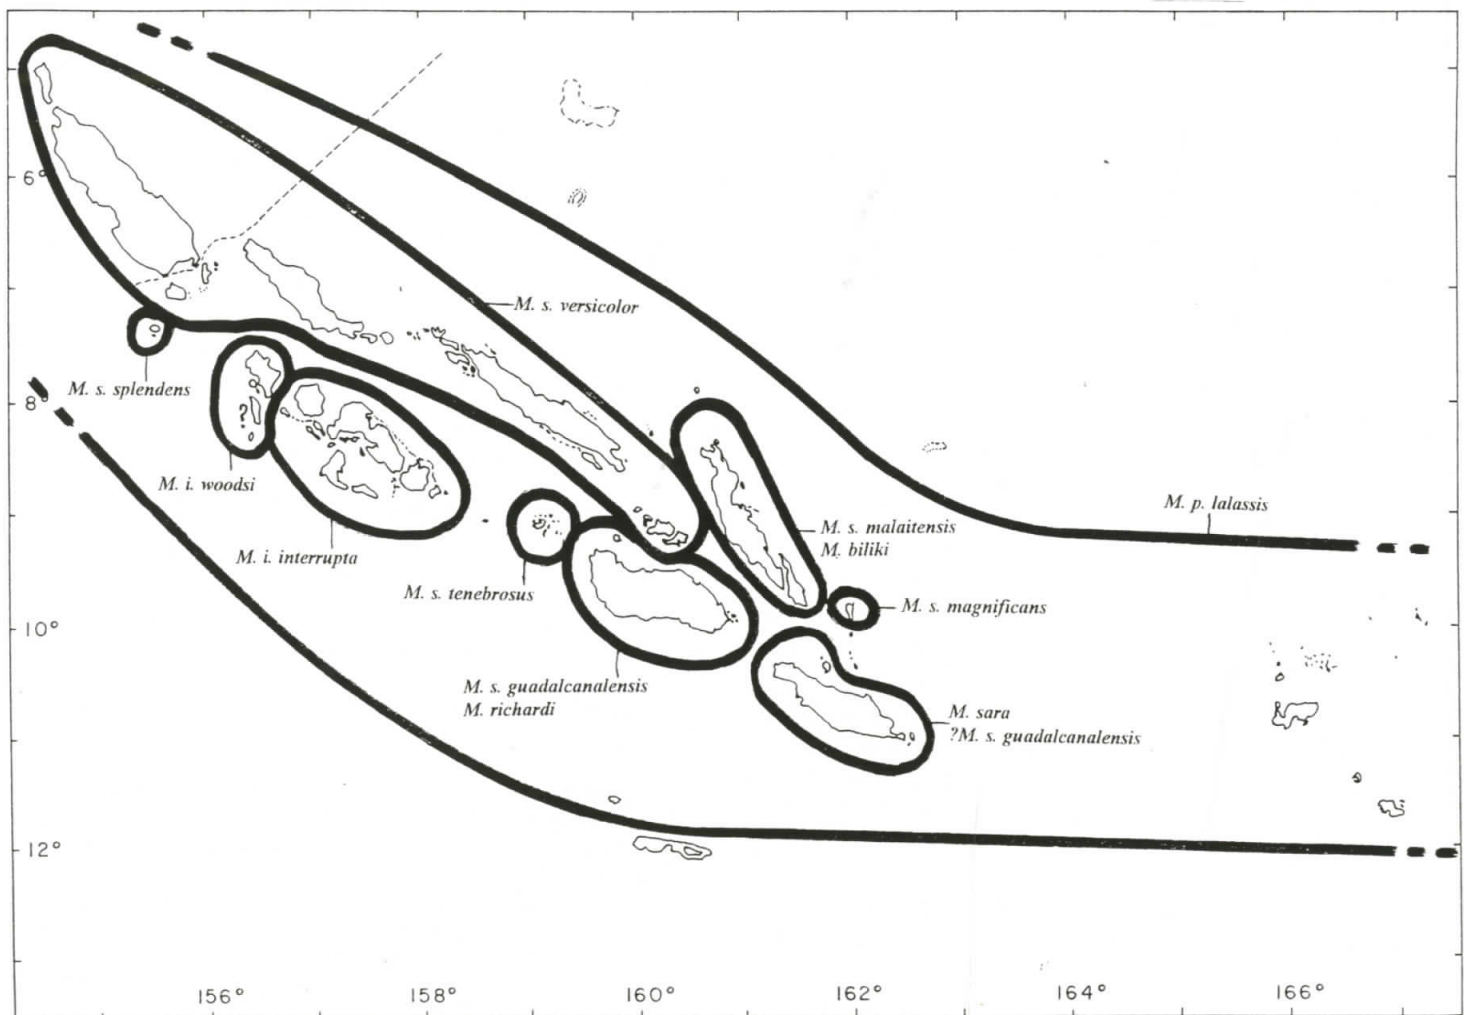 6°
M. s. versicolor
M. s. splendens
8°
?
M. i. woodsi
M. p. lalassis
M. s. malaitensis
M. biliki
M. i. interrupta
M. s. tenebrosus
M. s. magnificans
10°
M. s. guadalcanalensis
M. richardi
M. sara
?M. s. guadalcanalensis
12°
156° 158° 160° 162° 164° 166°